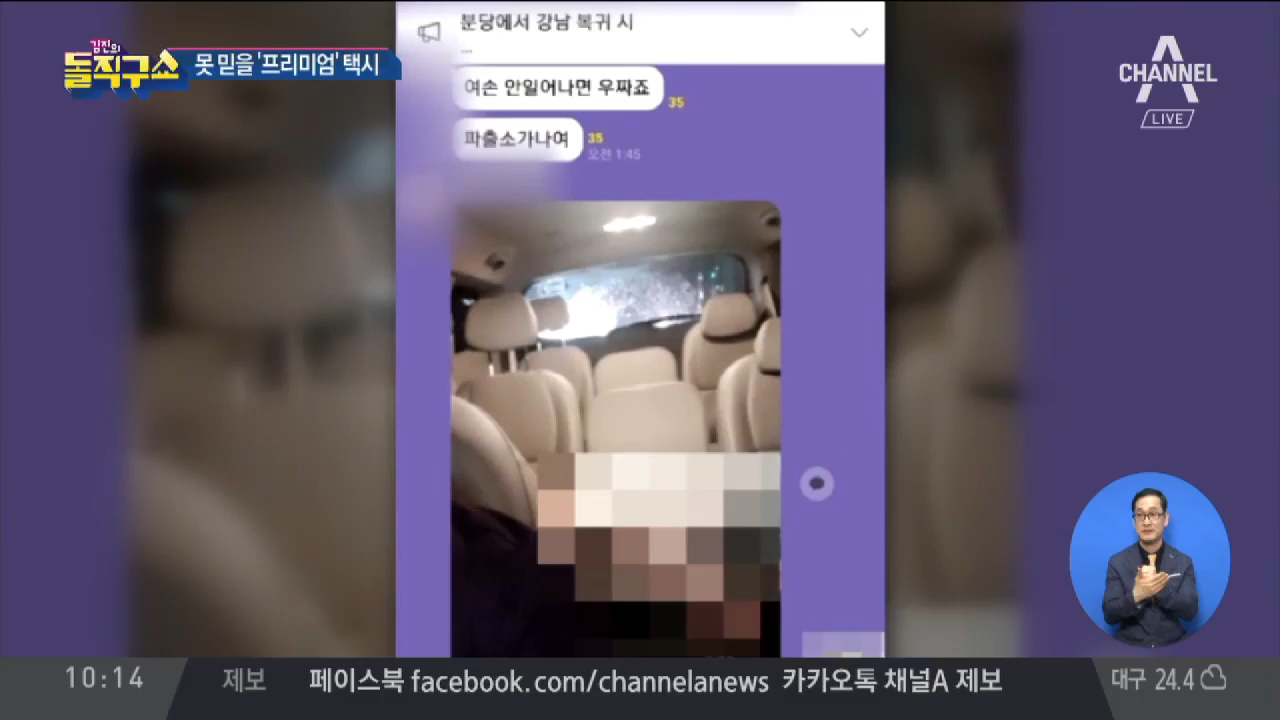 분당에서 강남 복귀 시
...
김진의
돌직구쇼
못 믿을 '프리미엄' 택시
여손 안일어나면 우짜죠
35
파출소가나여
35
오전 1:45
CHANNEL A
LIVE
10:14
제보
페이스북 facebook.com/channelanews 카카오톡 채널A 제보
대구 24.4